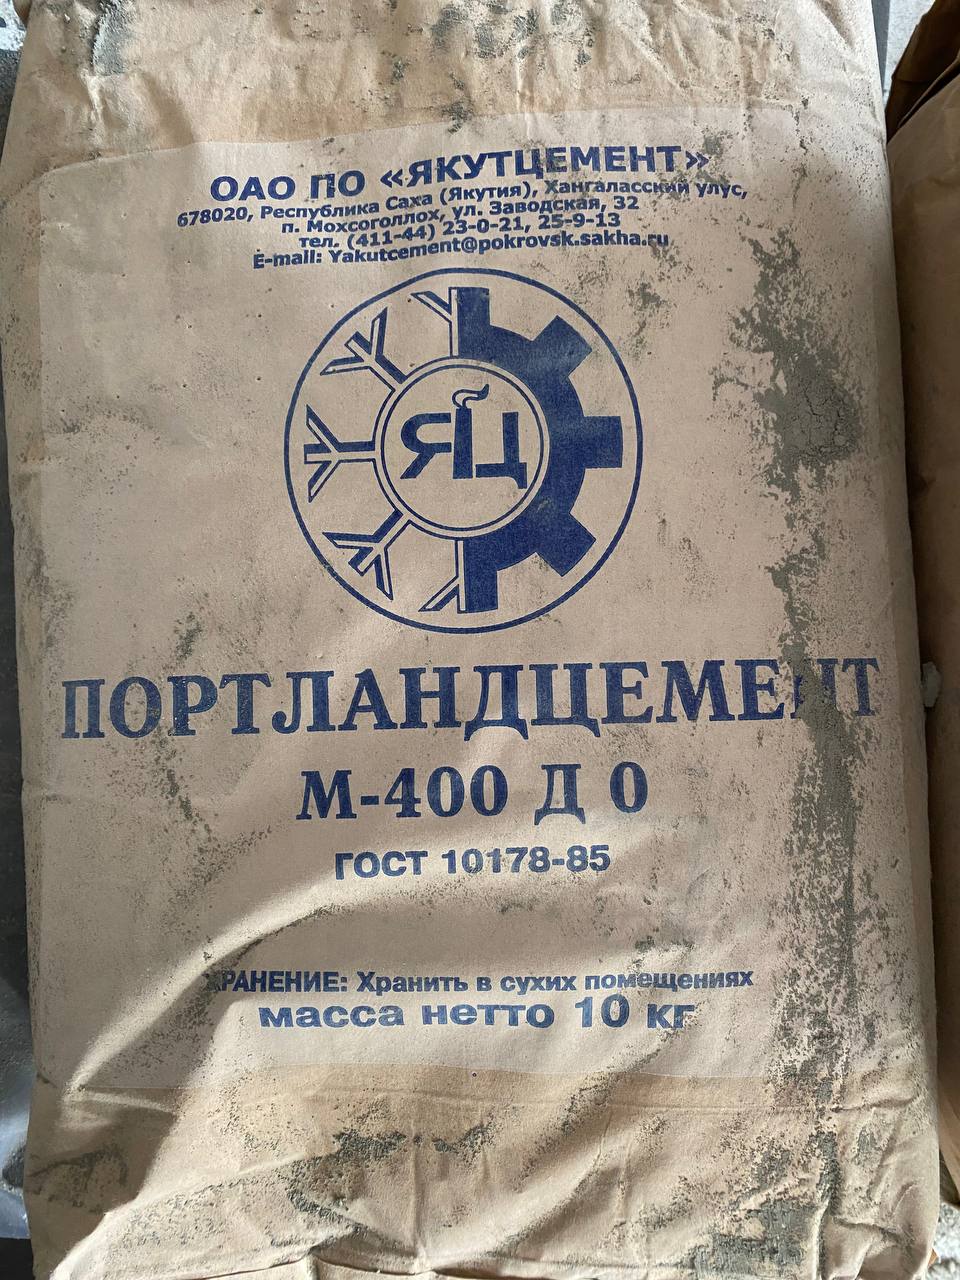 ОАО ПО «ЯКУТЦЕМЕНТ»
678020, Республика Саха (Якутия), Хангаласский улус,
п. Мохсоголлох, ул. Заводская, 32
тел. (411-44) 23-0-21, 25-9-13
E-mail: Yakutcement@pokrovsk.sakha.ru
ЯЦ
ПОРТЛАНДЦЕМЕНТ
М-400 Д 0
ГОСТ 10178-85
ХРАНЕНИЕ: Хранить в сухих помещениях
масса нетто 10 кг